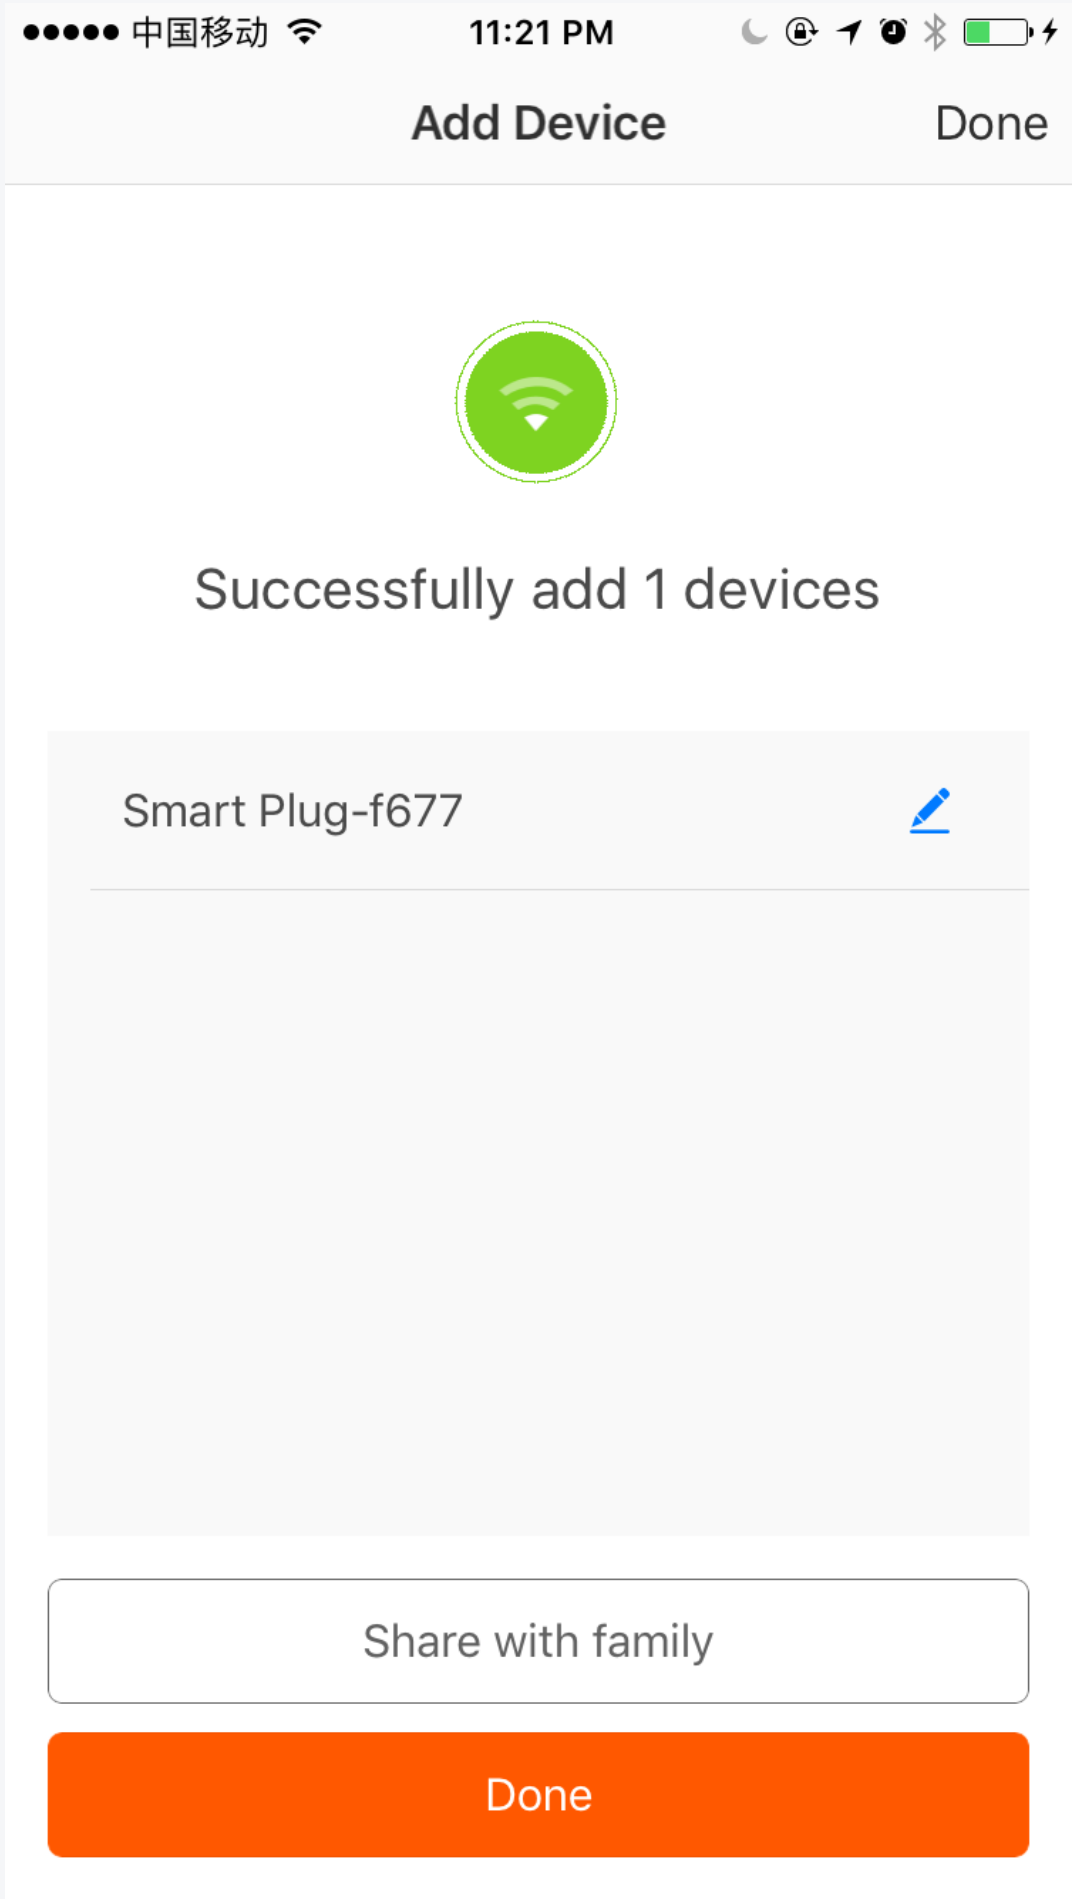 中国移动 11:21 PM
Add Device Done
Successfully add 1 devices
Smart Plug-f677
Share with family
Done